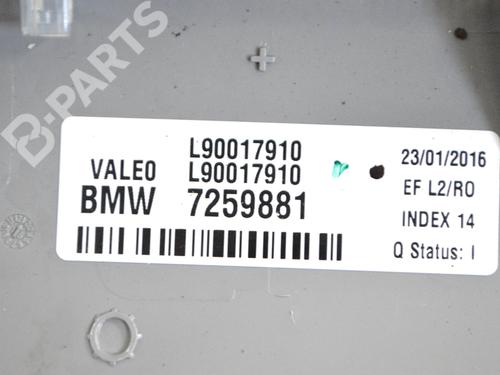 B-PARTS
L90017910
VALEO L90017910
BMW 7259881
23/01/2016
EF L2/RO
INDEX 14
Q Status: I